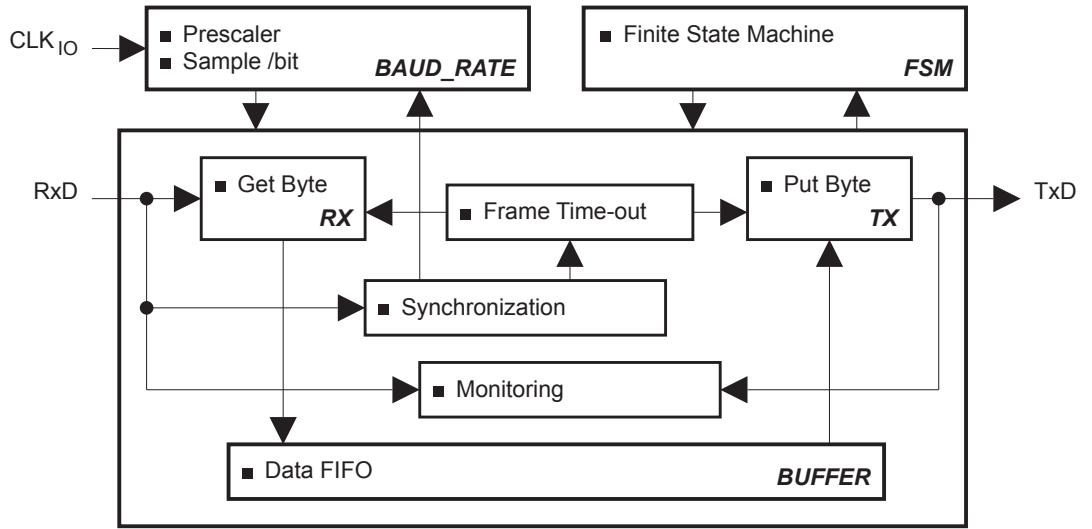 CLK IO
■ Prescaler
■ Sample /bit
BAUD_RATE
■ Finite State Machine
FSM
RxD
■ Get Byte
RX
■ Frame Time-out
■ Put Byte
TX
TxD
■ Synchronization
■ Monitoring
■ Data FIFO
BUFFER